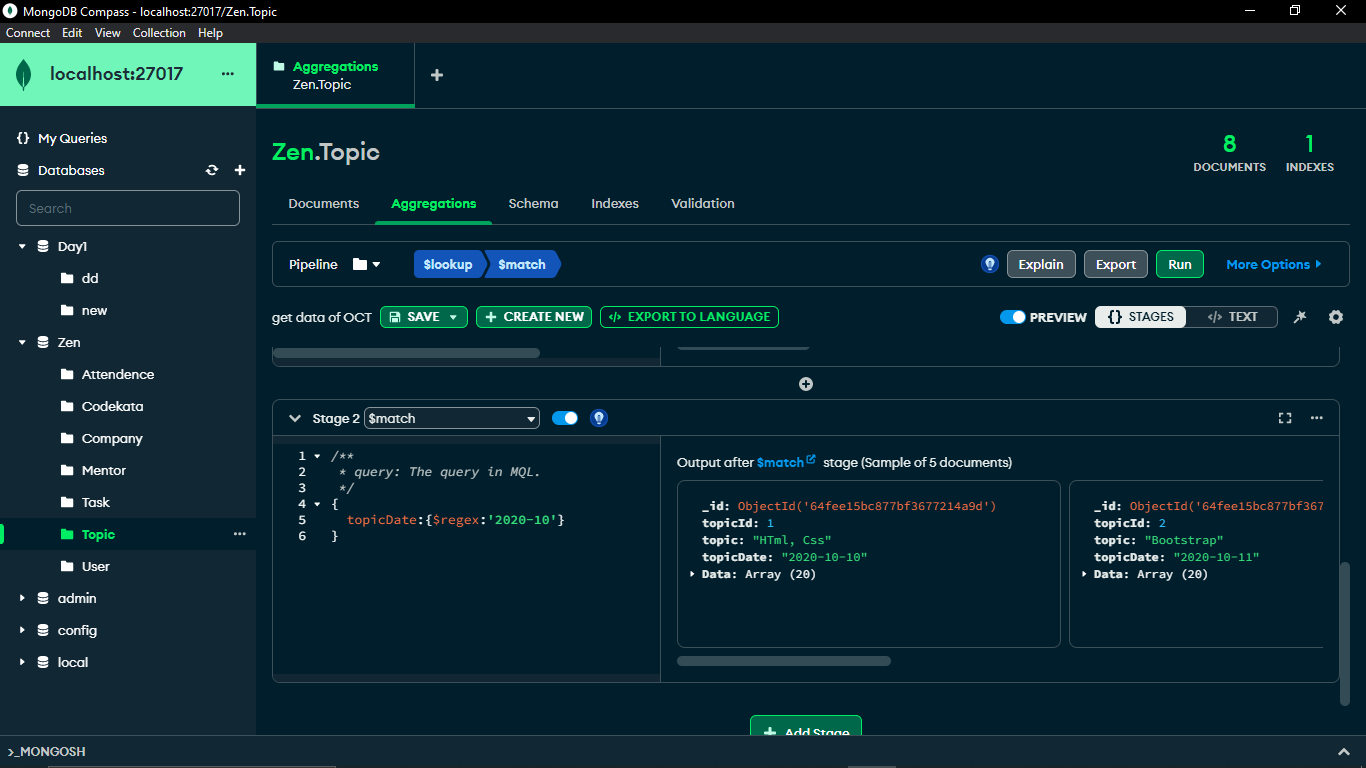 MongoDB Compass - localhost:27017/Zen.Topic
Connect Edit View Collection Help
localhost:27017
Aggregations
Zen.Topic
{} My Queries
Databases
Search
Day1
dd
new
Zen
Attendence
Codekata
Company
Mentor
Task
Topic
User
admin
config
local
Zen.Topic
8
DOCUMENTS
1
INDEXES
Documents Aggregations Schema Indexes Validation
Pipeline $lookup $match Explain Export Run More Options
get data of OCT SAVE + CREATE NEW </> EXPORT TO LANGUAGE PREVIEW {} STAGES </> TEXT
Stage 2 $match
1 /**
2 * query: The query in MQL.
3 */
4 {
5 topicDate:{$regex:'2020-10'}
6 }
Output after $match stage (Sample of 5 documents)
_id: ObjectId('64fee15bc877bf3677214a9d')
topicId: 1
topic: "HTml, Css"
topicDate: "2020-10-10"
Data: Array (20)
_id: ObjectId('64fee15bc877bf367
topicId: 2
topic: "Bootstrap"
topicDate: "2020-10-11"
Data: Array (20)
+ Add Stage
>_MONGOSH